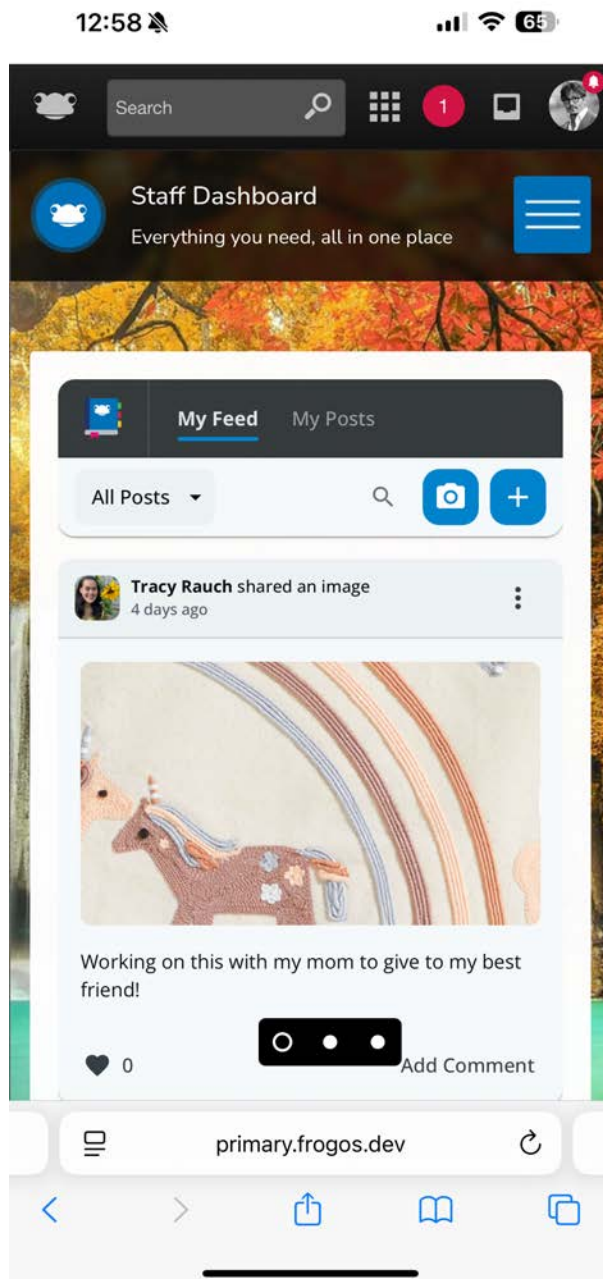 12:58
65
Search
1
Staff Dashboard
Everything you need, all in one place
My Feed My Posts
All Posts
Tracy Rauch shared an image
4 days ago
Working on this with my mom to give to my best
friend!
0
Add Comment
primary.frogos.dev